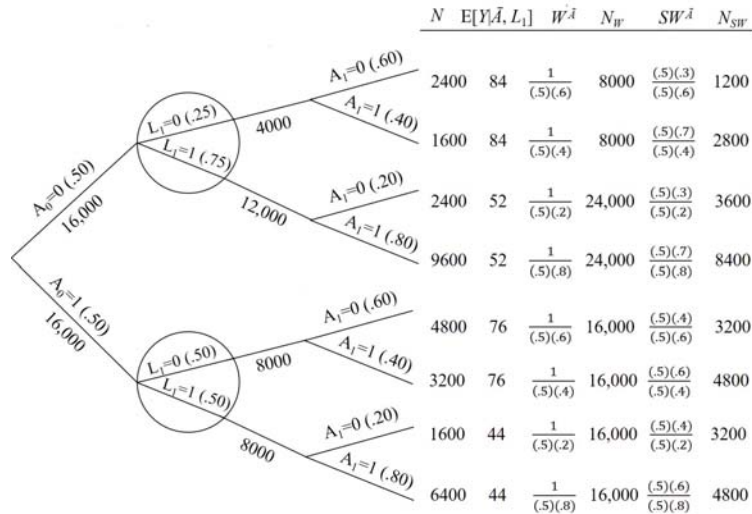 N E[Y|Ā, L₁] W^Ā N_W SW^Ā N_SW
A₁=0 (.60)
2400 84 1/(.5)(.6) 8000 (.5)(.3)/(.5)(.6) 1200
L₁=0 (.25)
4000
A₁=1 (.40)
1600 84 1/(.5)(.4) 8000 (.5)(.7)/(.5)(.4) 2800
A₀=0 (.50)
16,000
L₁=1 (.75)
12,000
A₁=0 (.20)
2400 52 1/(.5)(.2) 24,000 (.5)(.3)/(.5)(.2) 3600
A₁=1 (.80)
9600 52 1/(.5)(.8) 24,000 (.5)(.7)/(.5)(.8) 8400
A₀=1 (.50)
16,000
A₁=0 (.60)
4800 76 1/(.5)(.6) 16,000 (.5)(.4)/(.5)(.6) 3200
L₁=0 (.50)
8000
A₁=1 (.40)
3200 76 1/(.5)(.4) 16,000 (.5)(.6)/(.5)(.4) 4800
L₁=1 (.50)
8000
A₁=0 (.20)
1600 44 1/(.5)(.2) 16,000 (.5)(.4)/(.5)(.2) 3200
A₁=1 (.80)
6400 44 1/(.5)(.8) 16,000 (.5)(.6)/(.5)(.8) 4800